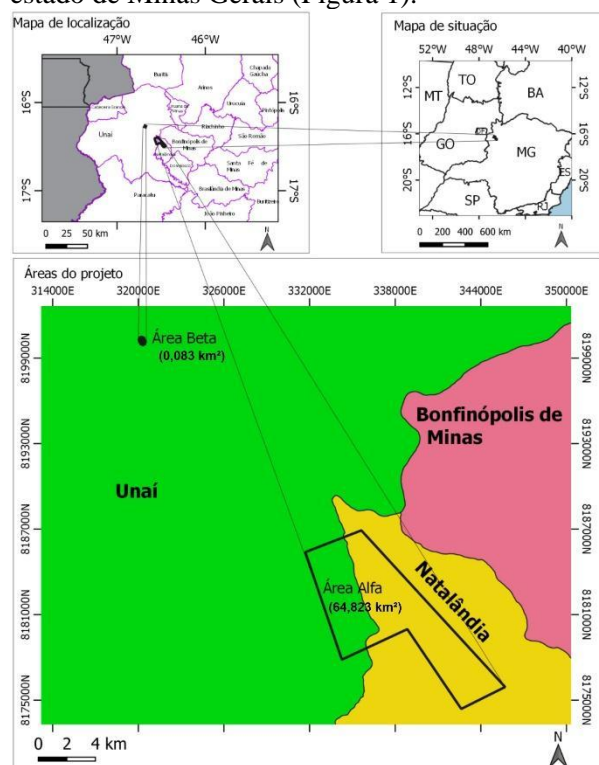 estado de Minas Gerais (Figura 1).
Mapa de localização
47°W 46°W
16°S
17°S
16°S
17°S
Buritis
Arinos
Chapada
Gaúcha
Urucuia
Unaí
Riachinho
São Romão
Bonfinópolis de
Minas
Santa
Fé de
Minas
Brasilândia de Minas
Paracatu
João Pinheiro
Buritizeiro
0 25 50 km
N
Mapa de situação
52°W 48°W 44°W 40°W
12°S
16°S
20°S
12°S
16°S
20°S
MT
TO
BA
DF
GO
MG
ES
SP
RJ
0 200 400 600 km
N
Áreas do projeto
314000E 320000E 326000E 332000E 338000E 344000E 350000E
8199000N
8193000N
8187000N
8181000N
8175000N
8199000N
8193000N
8187000N
8181000N
8175000N
Área Beta
(0,083 km²)
Bonfinópolis de
Minas
Unaí
Natalândia
Área Alfa
(64,823 km²)
0 2 4 km
N